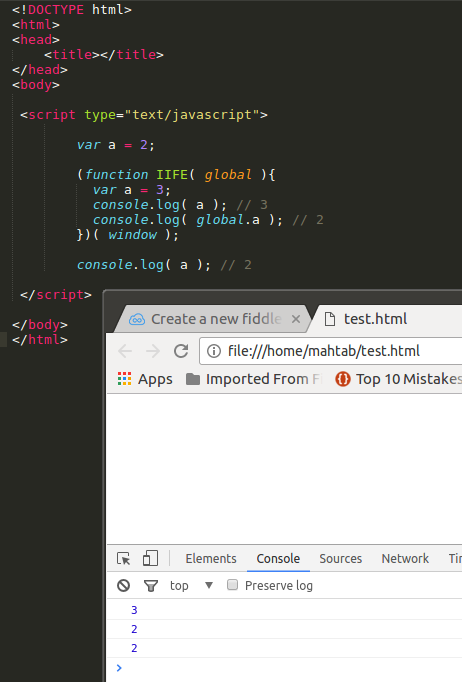 <!DOCTYPE html>
<html>
<head>
<title></title>
</head>
<body>
<script type="text/javascript">
var a = 2;
(function IIFE( global ){
var a = 3;
console.log( a ); // 3
console.log( global.a ); // 2
})( window );
console.log( a ); // 2
</script>
</body>
</html>
Create a new fiddle × test.html
file:///home/mahtab/test.html
Apps Imported From Top 10 Mistakes
Elements Console Sources Network
top Preserve log
3
2
2
>